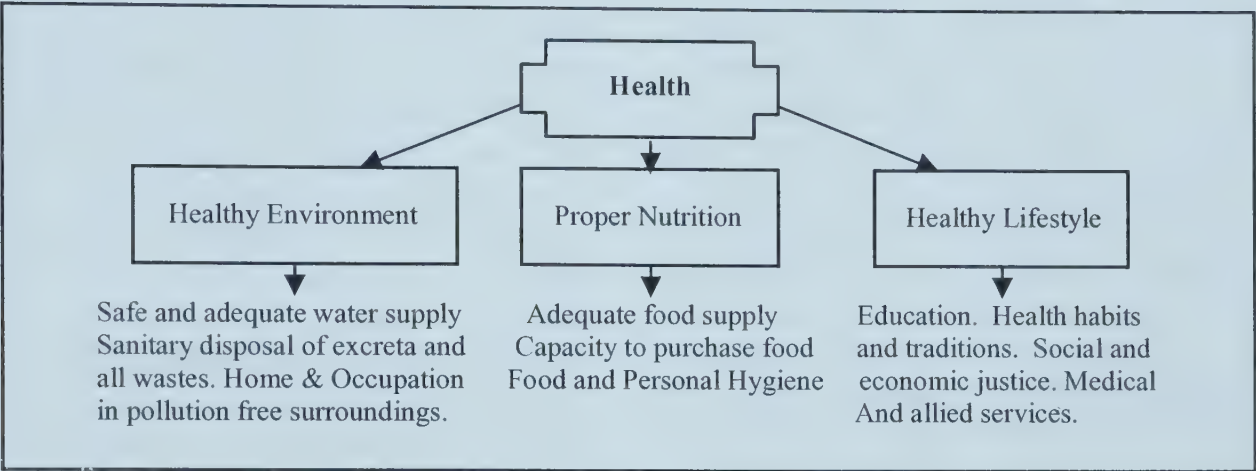 Health
Healthy Environment
Proper Nutrition
Healthy Lifestyle
Safe and adequate water supply
Sanitary disposal of excreta and
all wastes. Home & Occupation
in pollution free surroundings.
Adequate food supply
Capacity to purchase food
Food and Personal Hygiene
Education. Health habits
and traditions. Social and
economic justice. Medical
And allied services.